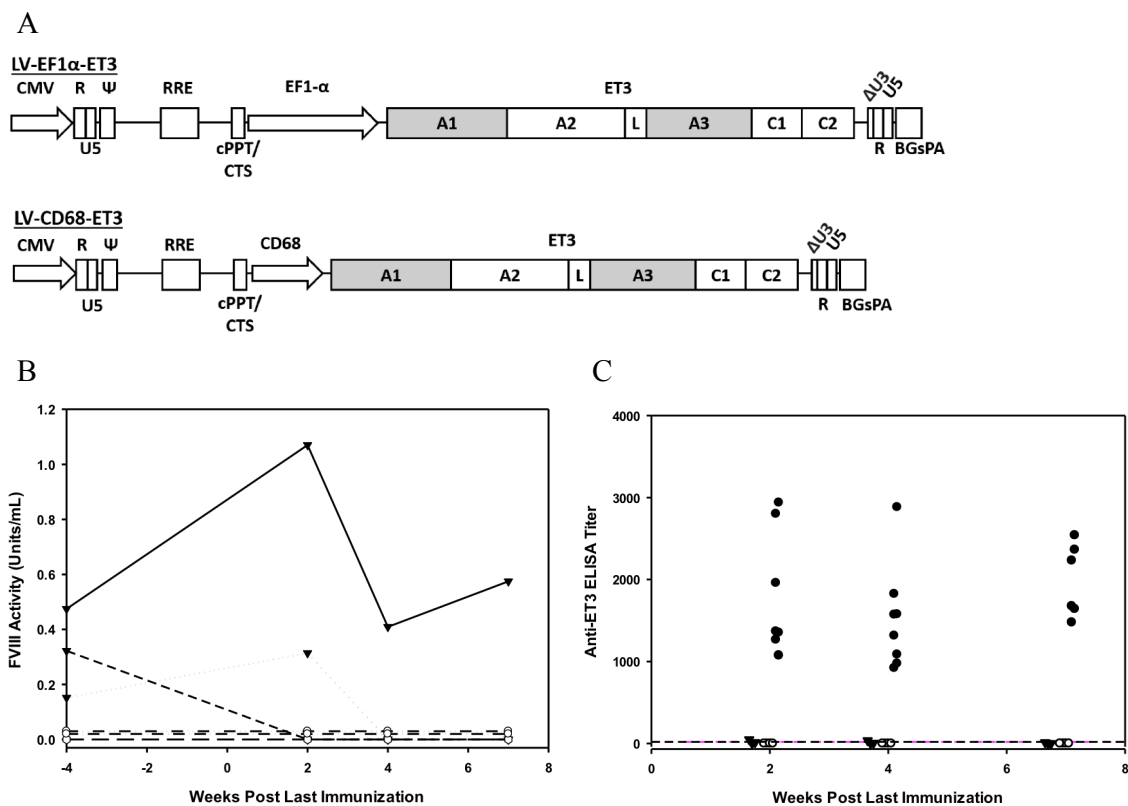 A
LV-EF1α-ET3
CMV R Ψ RRE EF1-α ET3 ΔU3 U5
A1 A2 L A3 C1 C2
U5 cPPT/ R BGsPA
CTS
LV-CD68-ET3
CMV R Ψ RRE CD68 ET3 ΔU3 U5
A1 A2 L A3 C1 C2
U5 cPPT/ R BGsPA
CTS
B
FVIII Activity (Units/mL)
1.2
1.0
0.8
0.6
0.4
0.2
0.0
-4 -2 0 2 4 6 8
Weeks Post Last Immunization
C
Anti-ET3 ELISA Titer
4000
3000
2000
1000
0
0 2 4 6 8
Weeks Post Last Immunization